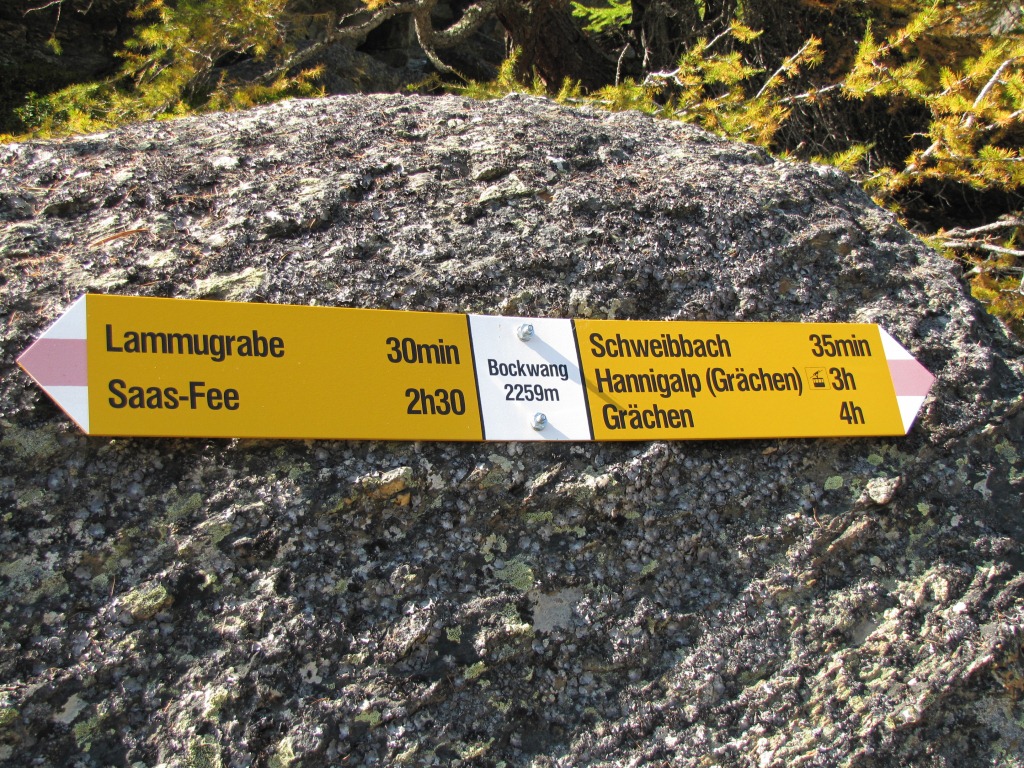 Lammugrabe 30min
Saas-Fee 2h30
Bockwang
2259m
Schweibbach 35min
Hannigalp (Grächen) 3h
Grächen 4h